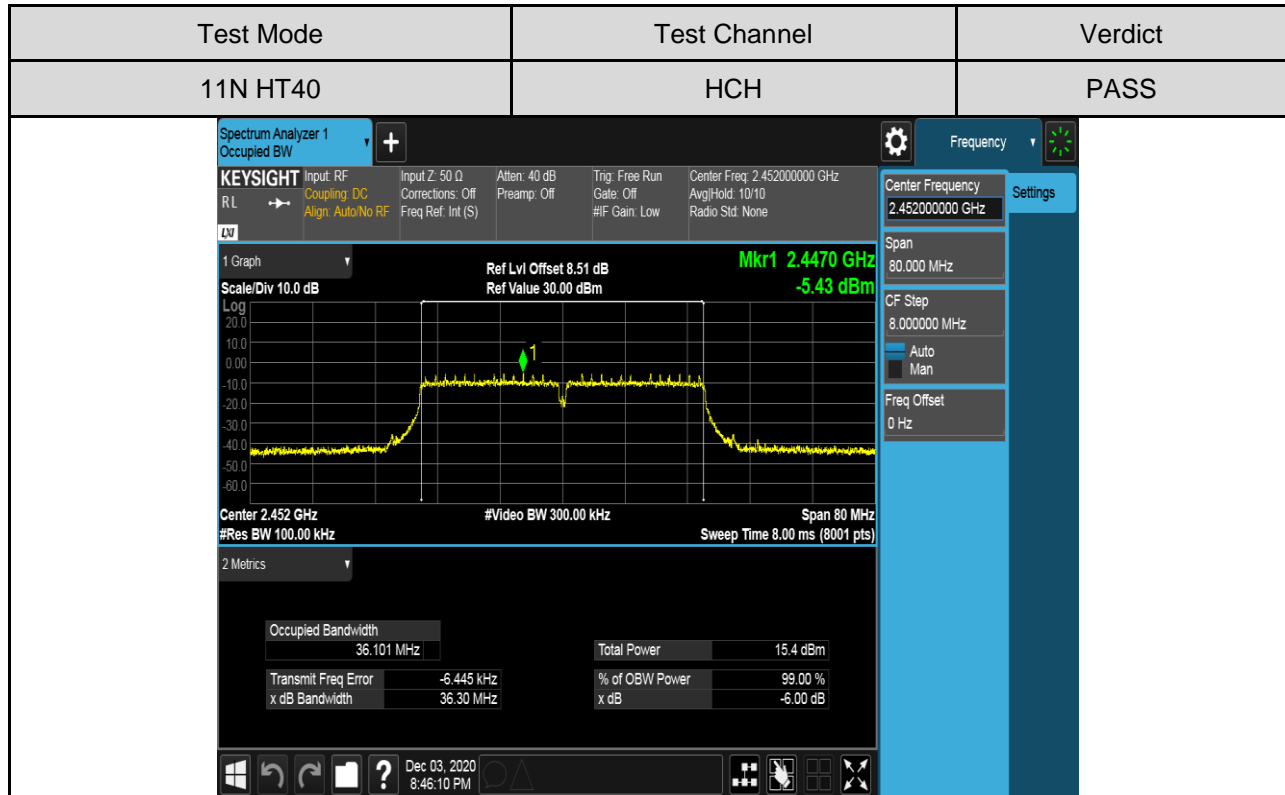 Test Mode Test Channel Verdict
11N HT40 HCH PASS
Spectrum Analyzer 1
Occupied BW
+
Frequency
KEYSIGHT
RL
LXI
Input: RF
Coupling: DC
Align: Auto/No RF
Input Z: 50 Ω
Corrections: Off
Freq Ref: Int (S)
Atten: 40 dB
Preamp: Off
Trig: Free Run
Gate: Off
#IF Gain: Low
Center Freq: 2.452000000 GHz
Avg|Hold: 10/10
Radio Std: None
Center Frequency
2.452000000 GHz
Settings
Span
80.000 MHz
CF Step
8.000000 MHz
Auto
Man
Freq Offset
0 Hz
1 Graph
Scale/Div 10.0 dB
Ref Lvl Offset 8.51 dB
Ref Value 30.00 dBm
Mkr1 2.4470 GHz
-5.43 dBm
Log
20.0
10.0
0.00
-10.0
-20.0
-30.0
-40.0
-50.0
-60.0
1
Center 2.452 GHz #Video BW 300.00 kHz Span 80 MHz
#Res BW 100.00 kHz Sweep Time 8.00 ms (8001 pts)
2 Metrics
Occupied Bandwidth
36.101 MHz
Total Power 15.4 dBm
Transmit Freq Error -6.445 kHz
% of OBW Power 99.00 %
x dB Bandwidth 36.30 MHz
x dB -6.00 dB
?
Dec 03, 2020
8:46:10 PM